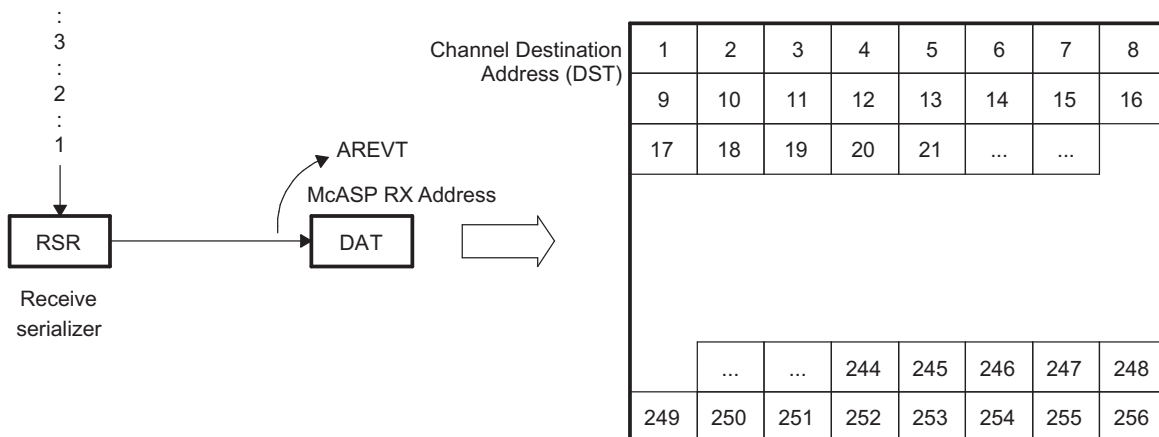 :
3
:
2
:
1
AREVT
McASP RX Address
RSR
DAT
Receive
serializer
Channel Destination
Address (DST)
1 2 3 4 5 6 7 8
9 10 11 12 13 14 15 16
17 18 19 20 21 ... ...
... ... 244 245 246 247 248
249 250 251 252 253 254 255 256